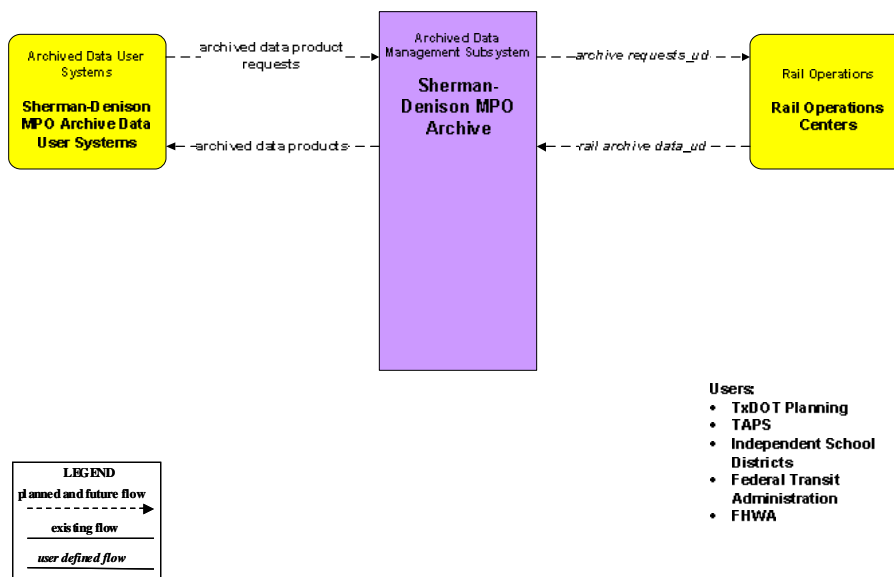 Archived Data User
Systems
Sherman-Denison
MPO Archive Data
User Systems
archived data product
requests
archived data products
Archived Data
Management Subsystem
Sherman-
Denison MPO
Archive
archive requests_ud
rail archive data_ud
Rail Operations
Rail Operations
Centers
Users:
• TxDOT Planning
• TAPS
• Independent School
Districts
• Federal Transit
Administration
• FHWA
LEGEND
planned and future flow
existing flow
user defined flow